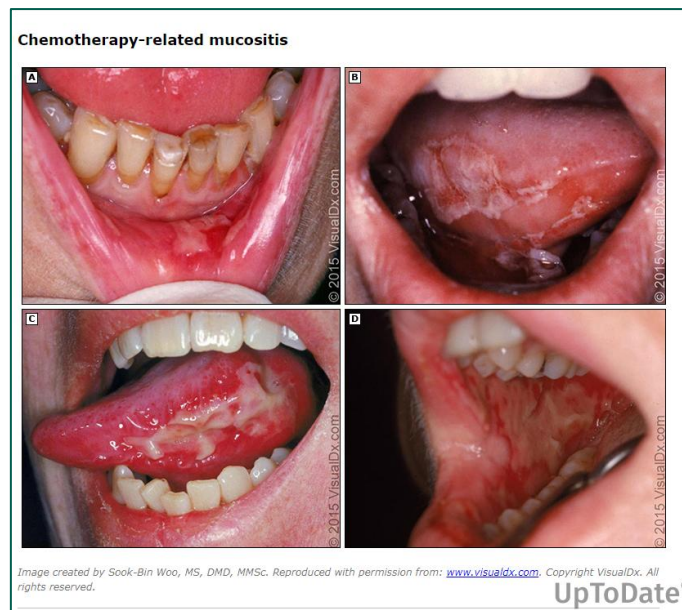 Chemotherapy-related mucositis
A
B
© 2015 VisualDx.com
© 2015 VisualDx.com
C
D
© 2015 VisualDx.com
© 2015 VisualDx.com
Image created by Sook-Bin Woo, MS, DMD, MMSc. Reproduced with permission from: www.visualdx.com. Copyright VisualDx. All
rights reserved.
UpToDate®